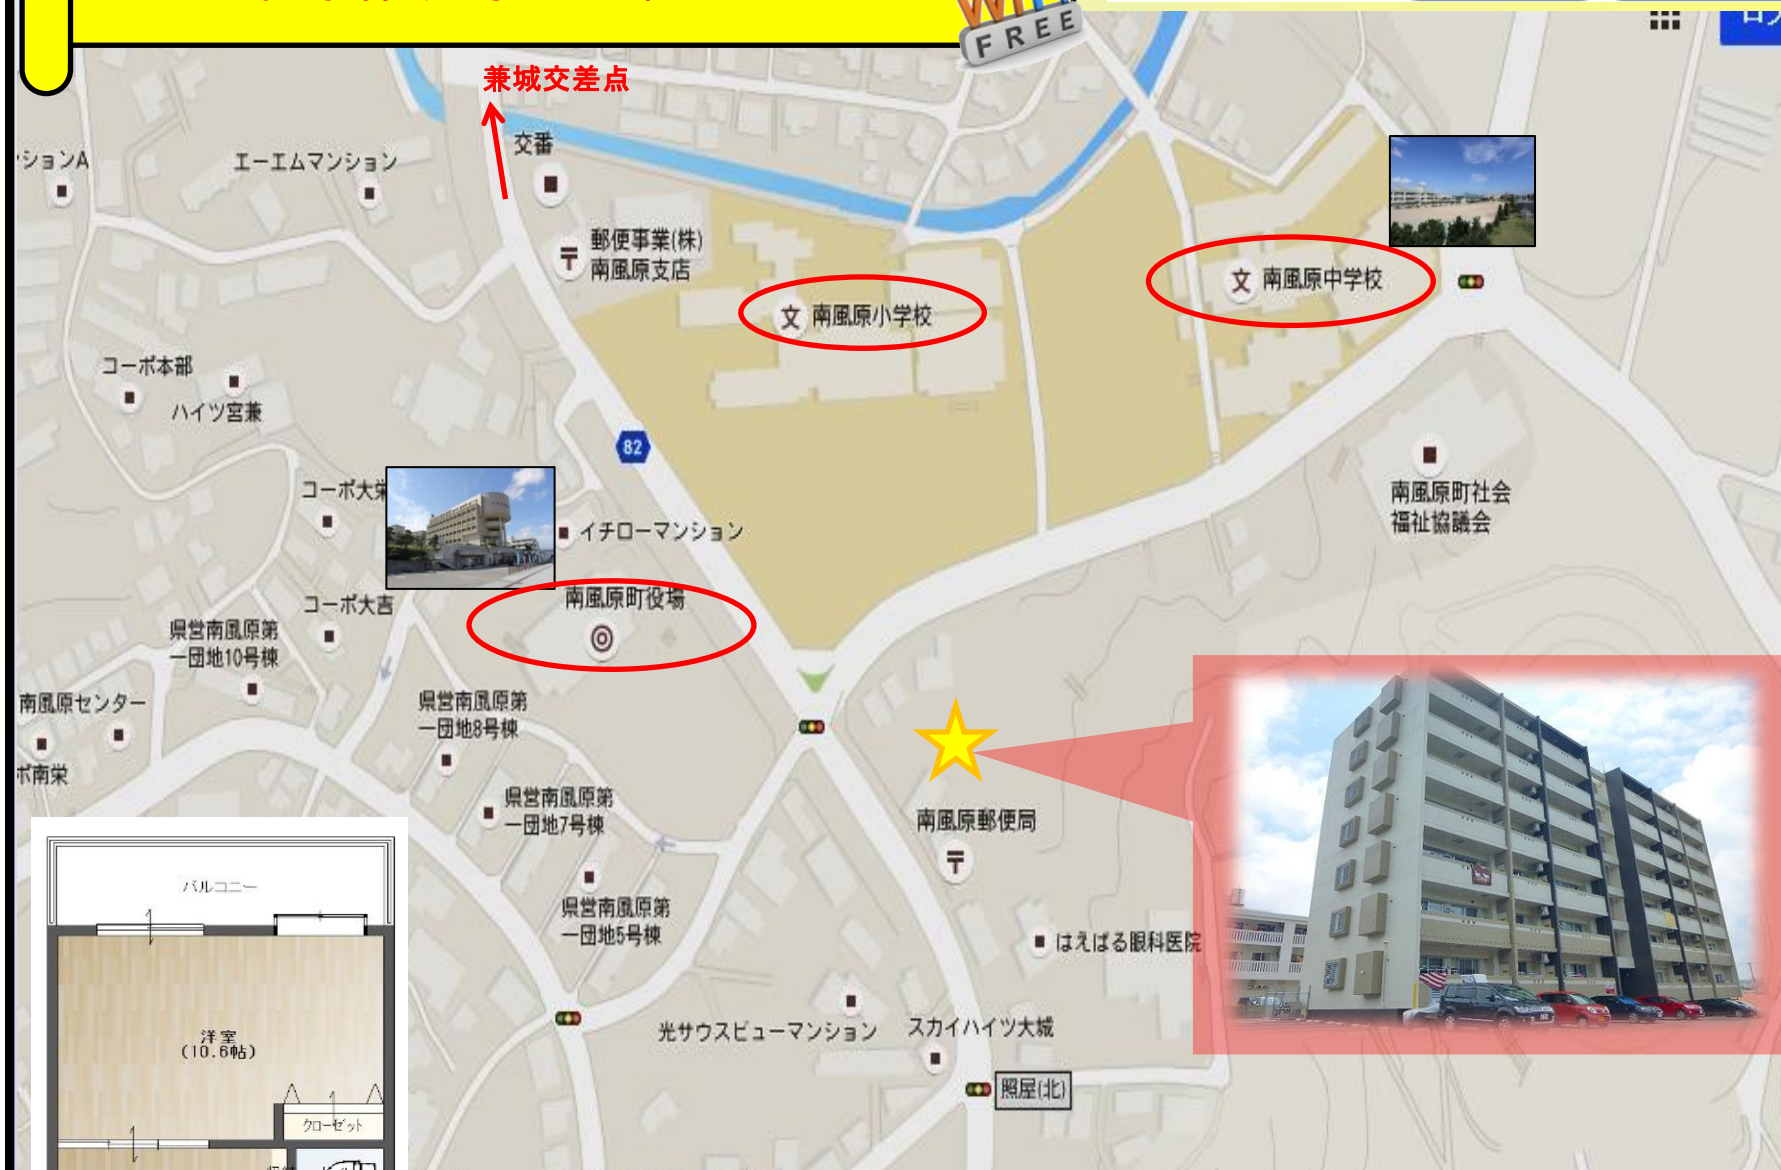 WiFi
FREE
兼城交差点
交番
ションA
エーエムマンション
郵便事業(株)
南風原支店
文 南風原小学校
文 南風原中学校
コーポ本部
ハイツ宮兼
82
コーポ大栄
イチローマンション
南風原町社会
福祉協議会
南風原町役場
コーポ大吉
県営南風原第
一団地10号棟
南風原センター
県営南風原第
一団地8号棟
ポ南栄
県営南風原第
一団地7号棟
南風原郵便局
県営南風原第
一団地5号棟
はえばる眼科医院
光サウスビューマンション
スカイハイツ大城
照屋(北)
バルコニー
洋室
(10.6帖)
クローゼット